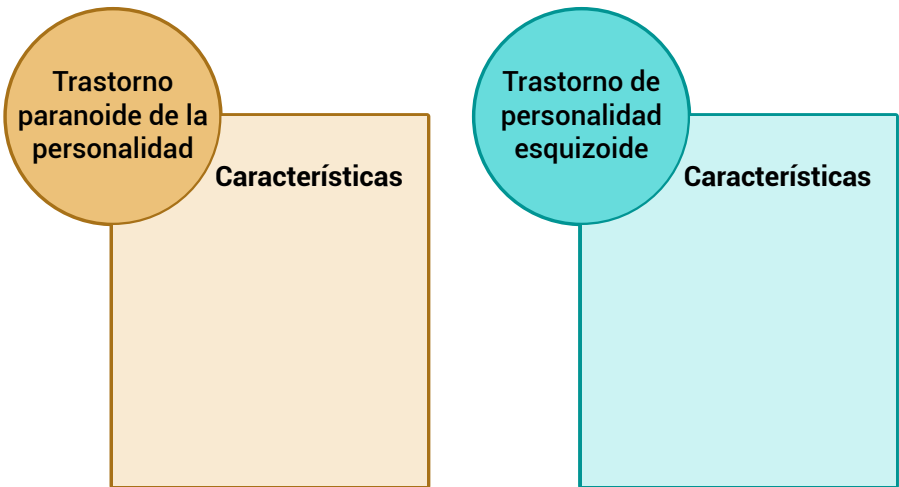 Trastorno
paranoide de la
personalidad
Características
Trastorno de
personalidad
esquizoide
Características